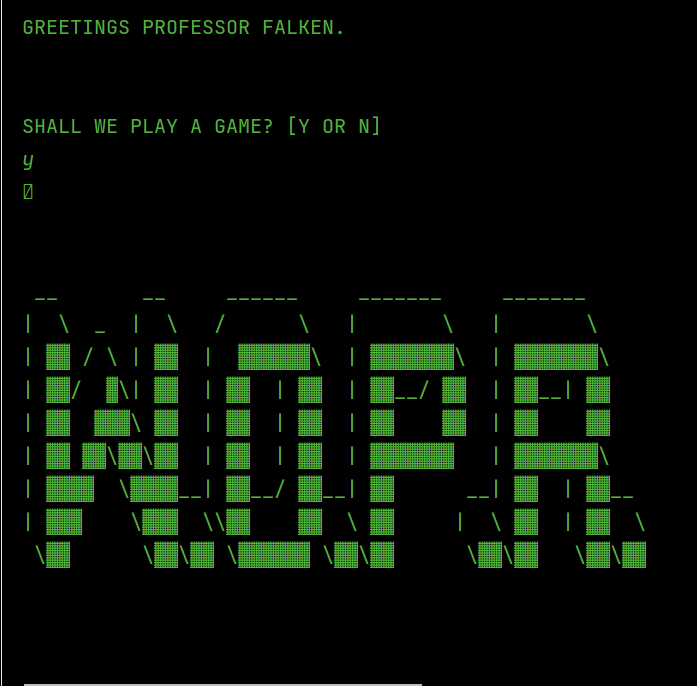 GREETINGS PROFESSOR FALKEN.
SHALL WE PLAY A GAME? [Y OR N]
y
WOPR